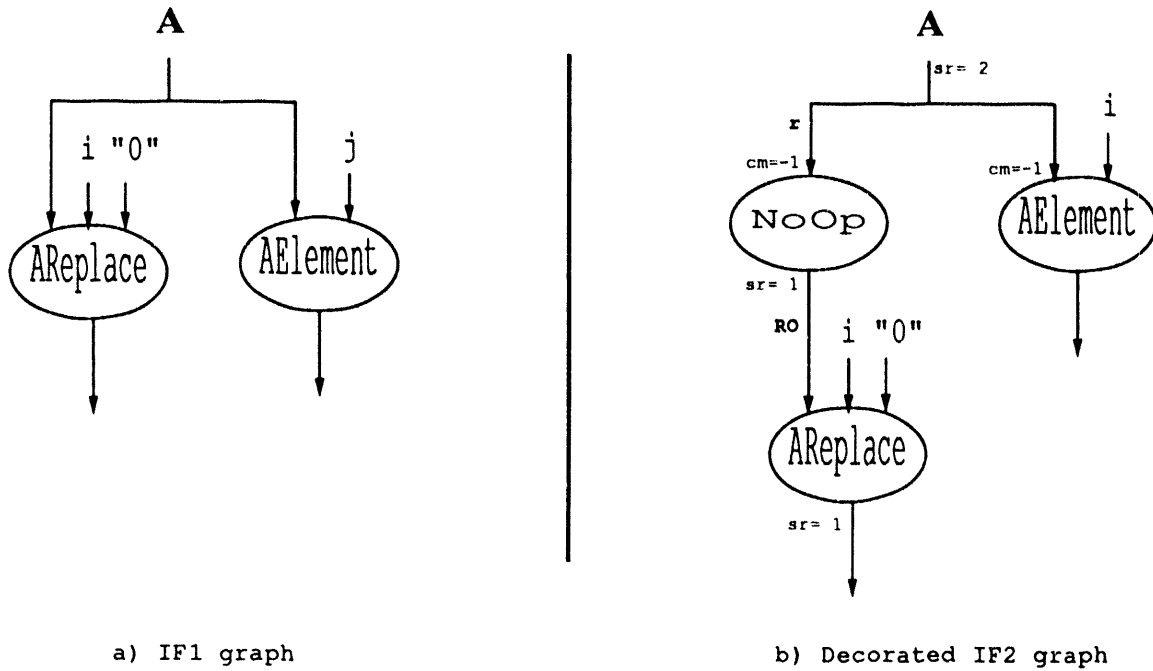 A
i "0"
j
AReplace
AElement
a) IF1 graph
A
sr= 2
r
i
cm=-1
cm=-1
NoOp
AElement
sr= 1
RO
i "0"
AReplace
sr= 1
b) Decorated IF2 graph